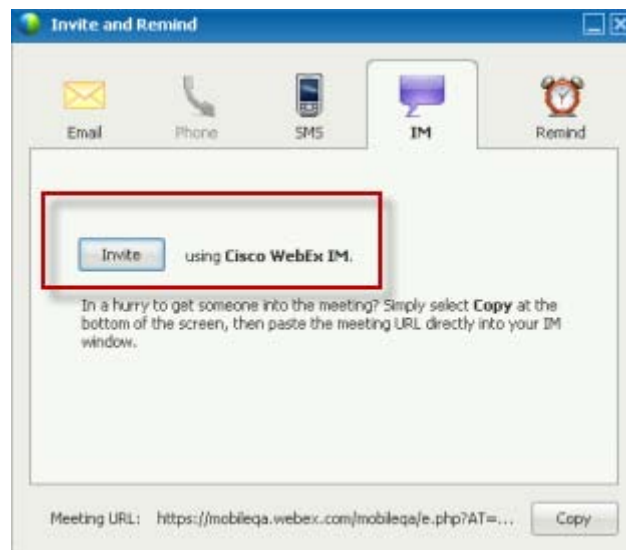 Invite and Remind
Email Phone SMS IM Remind
Invite using Cisco WebEx IM.
In a hurry to get someone into the meeting? Simply select Copy at the
bottom of the screen, then paste the meeting URL directly into your IM
window.
Meeting URL: https://mobileqa.webex.com/mobileqa/e.php?AT=... Copy